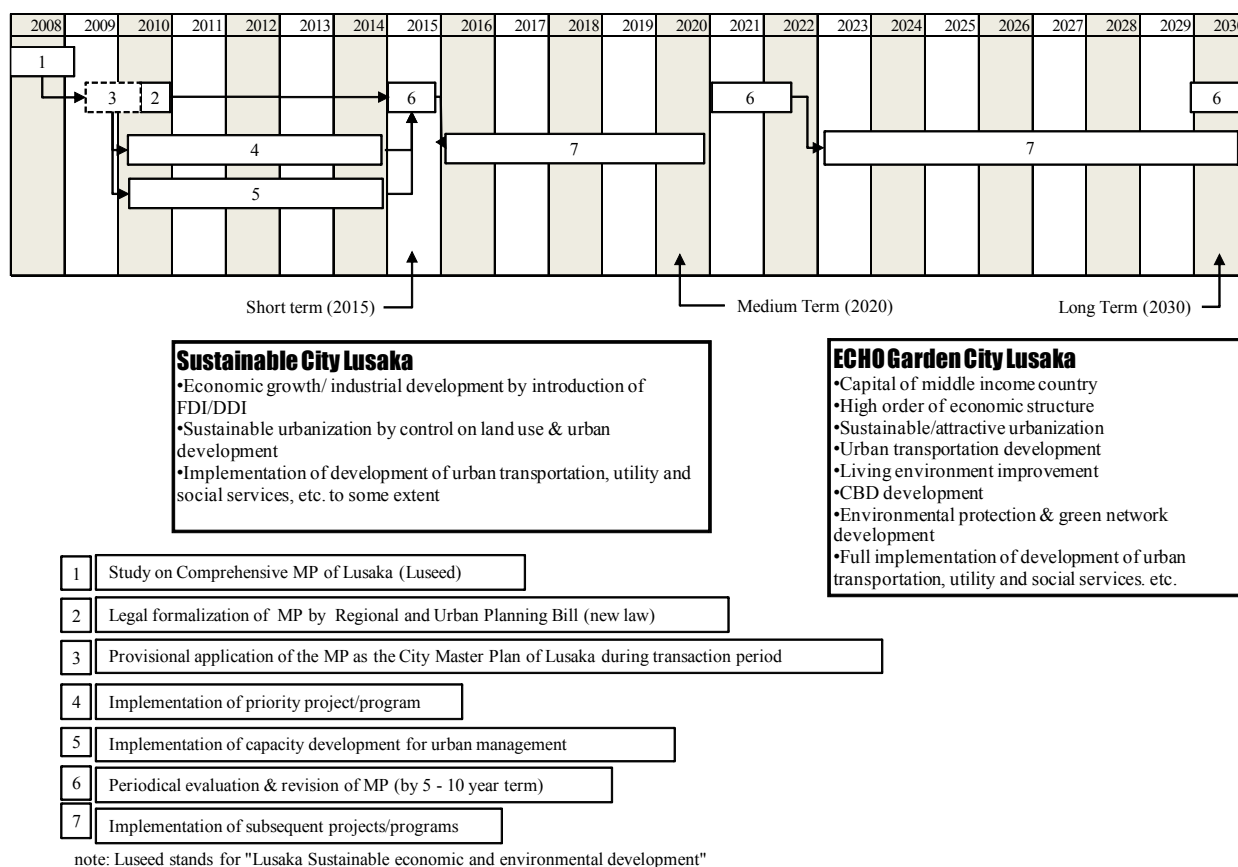 2008 2009 2010 2011 2012 2013 2014 2015 2016 2017 2018 2019 2020 2021 2022 2023 2024 2025 2026 2027 2028 2029 2030
1
3 2 6 6 6
4 7 7
5
Short term (2015) Medium Term (2020) Long Term (2030)
Sustainable City Lusaka
•Economic growth/ industrial development by introduction of
FDI/DDI
•Sustainable urbanization by control on land use & urban
development
•Implementation of development of urban transportation, utility and
social services, etc. to some extent
ECHO Garden City Lusaka
•Capital of middle income country
•High order of economic structure
•Sustainable/attractive urbanization
•Urban transportation development
•Living environment improvement
•CBD development
•Environmental protection & green network
development
•Full implementation of development of urban
transportation, utility and social services. etc.
1 Study on Comprehensive MP of Lusaka (Luseed)
2 Legal formalization of MP by Regional and Urban Planning Bill (new law)
3 Provisional application of the MP as the City Master Plan of Lusaka during transaction period
4 Implementation of priority project/program
5 Implementation of capacity development for urban management
6 Periodical evaluation & revision of MP (by 5 - 10 year term)
7 Implementation of subsequent projects/programs
note: Luseed stands for "Lusaka Sustainable economic and environmental development"